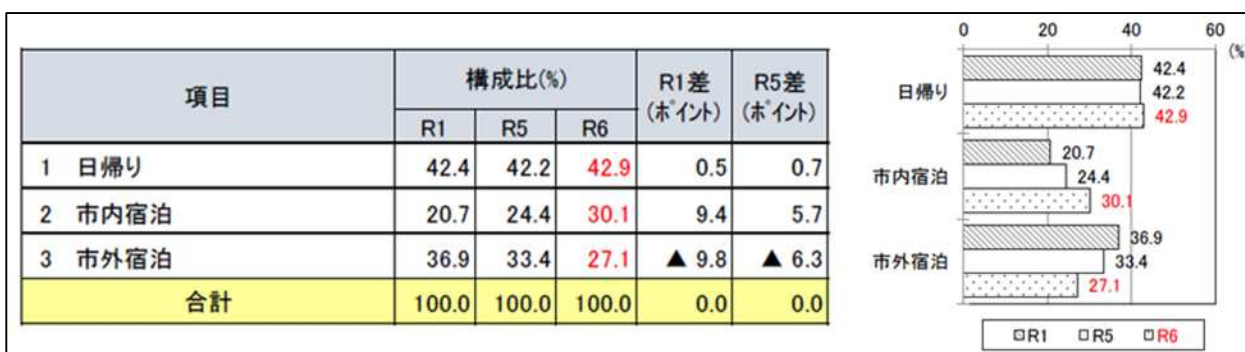 項目 構成比(%) R1差 (ポイント) R5差 (ポイント)
R1 R5 R6
1 日帰り 42.4 42.2 42.9 0.5 0.7
2 市内宿泊 20.7 24.4 30.1 9.4 5.7
3 市外宿泊 36.9 33.4 27.1 ▲ 9.8 ▲ 6.3
合計 100.0 100.0 100.0 0.0 0.0
0 20 40 60
(%)
日帰り
42.4
42.2
42.9
市内宿泊
20.7
24.4
30.1
市外宿泊
36.9
33.4
27.1
R1 R5 R6